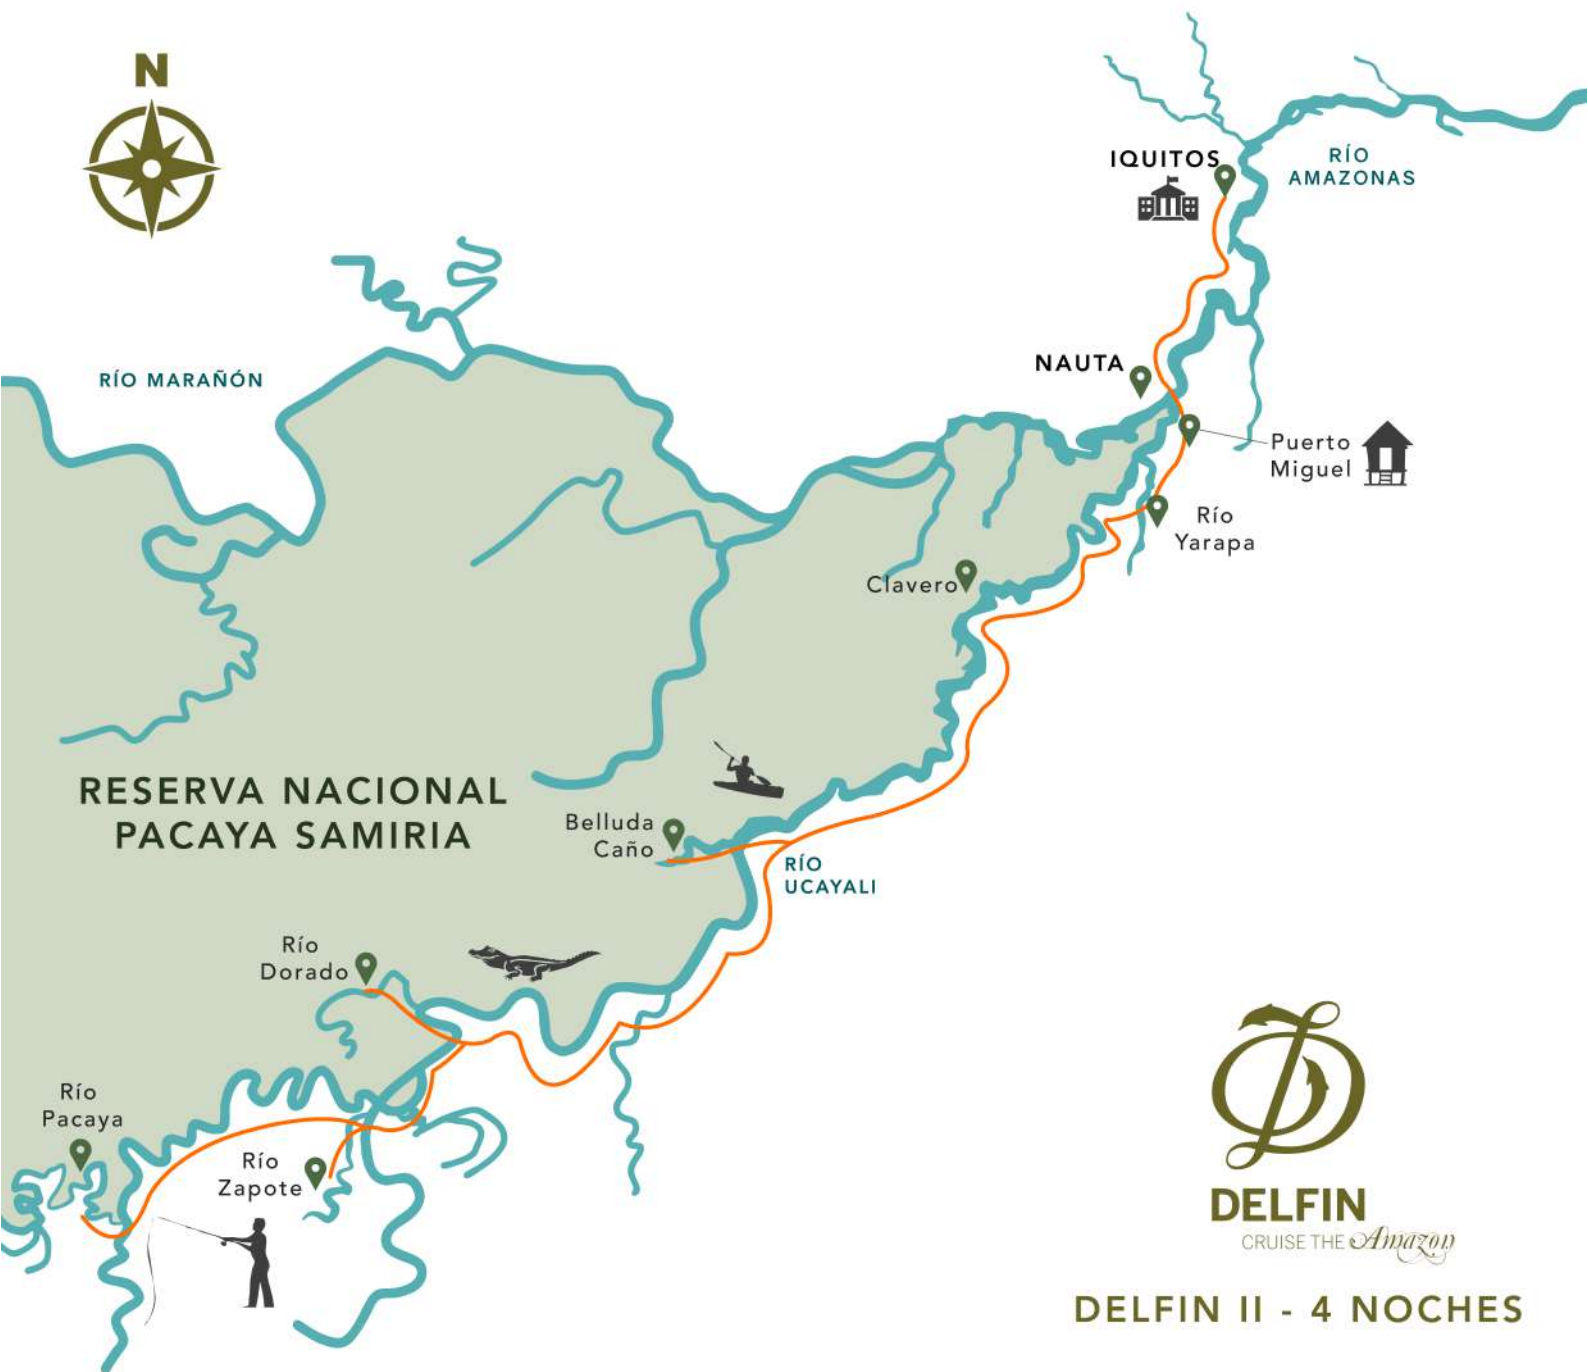 N
IQUITOS
RÍO
AMAZONAS
RÍO MARAÑÓN
NAUTA
Puerto
Miguel
Río
Yarapa
Clavero
RESERVA NACIONAL
PACAYA SAMIRIA
Belluda
Caño
RÍO
UCAYALI
Río
Dorado
Río
Pacaya
Río
Zapote
D
DELFIN
CRUISE THE Amazon
DELFIN II - 4 NOCHES